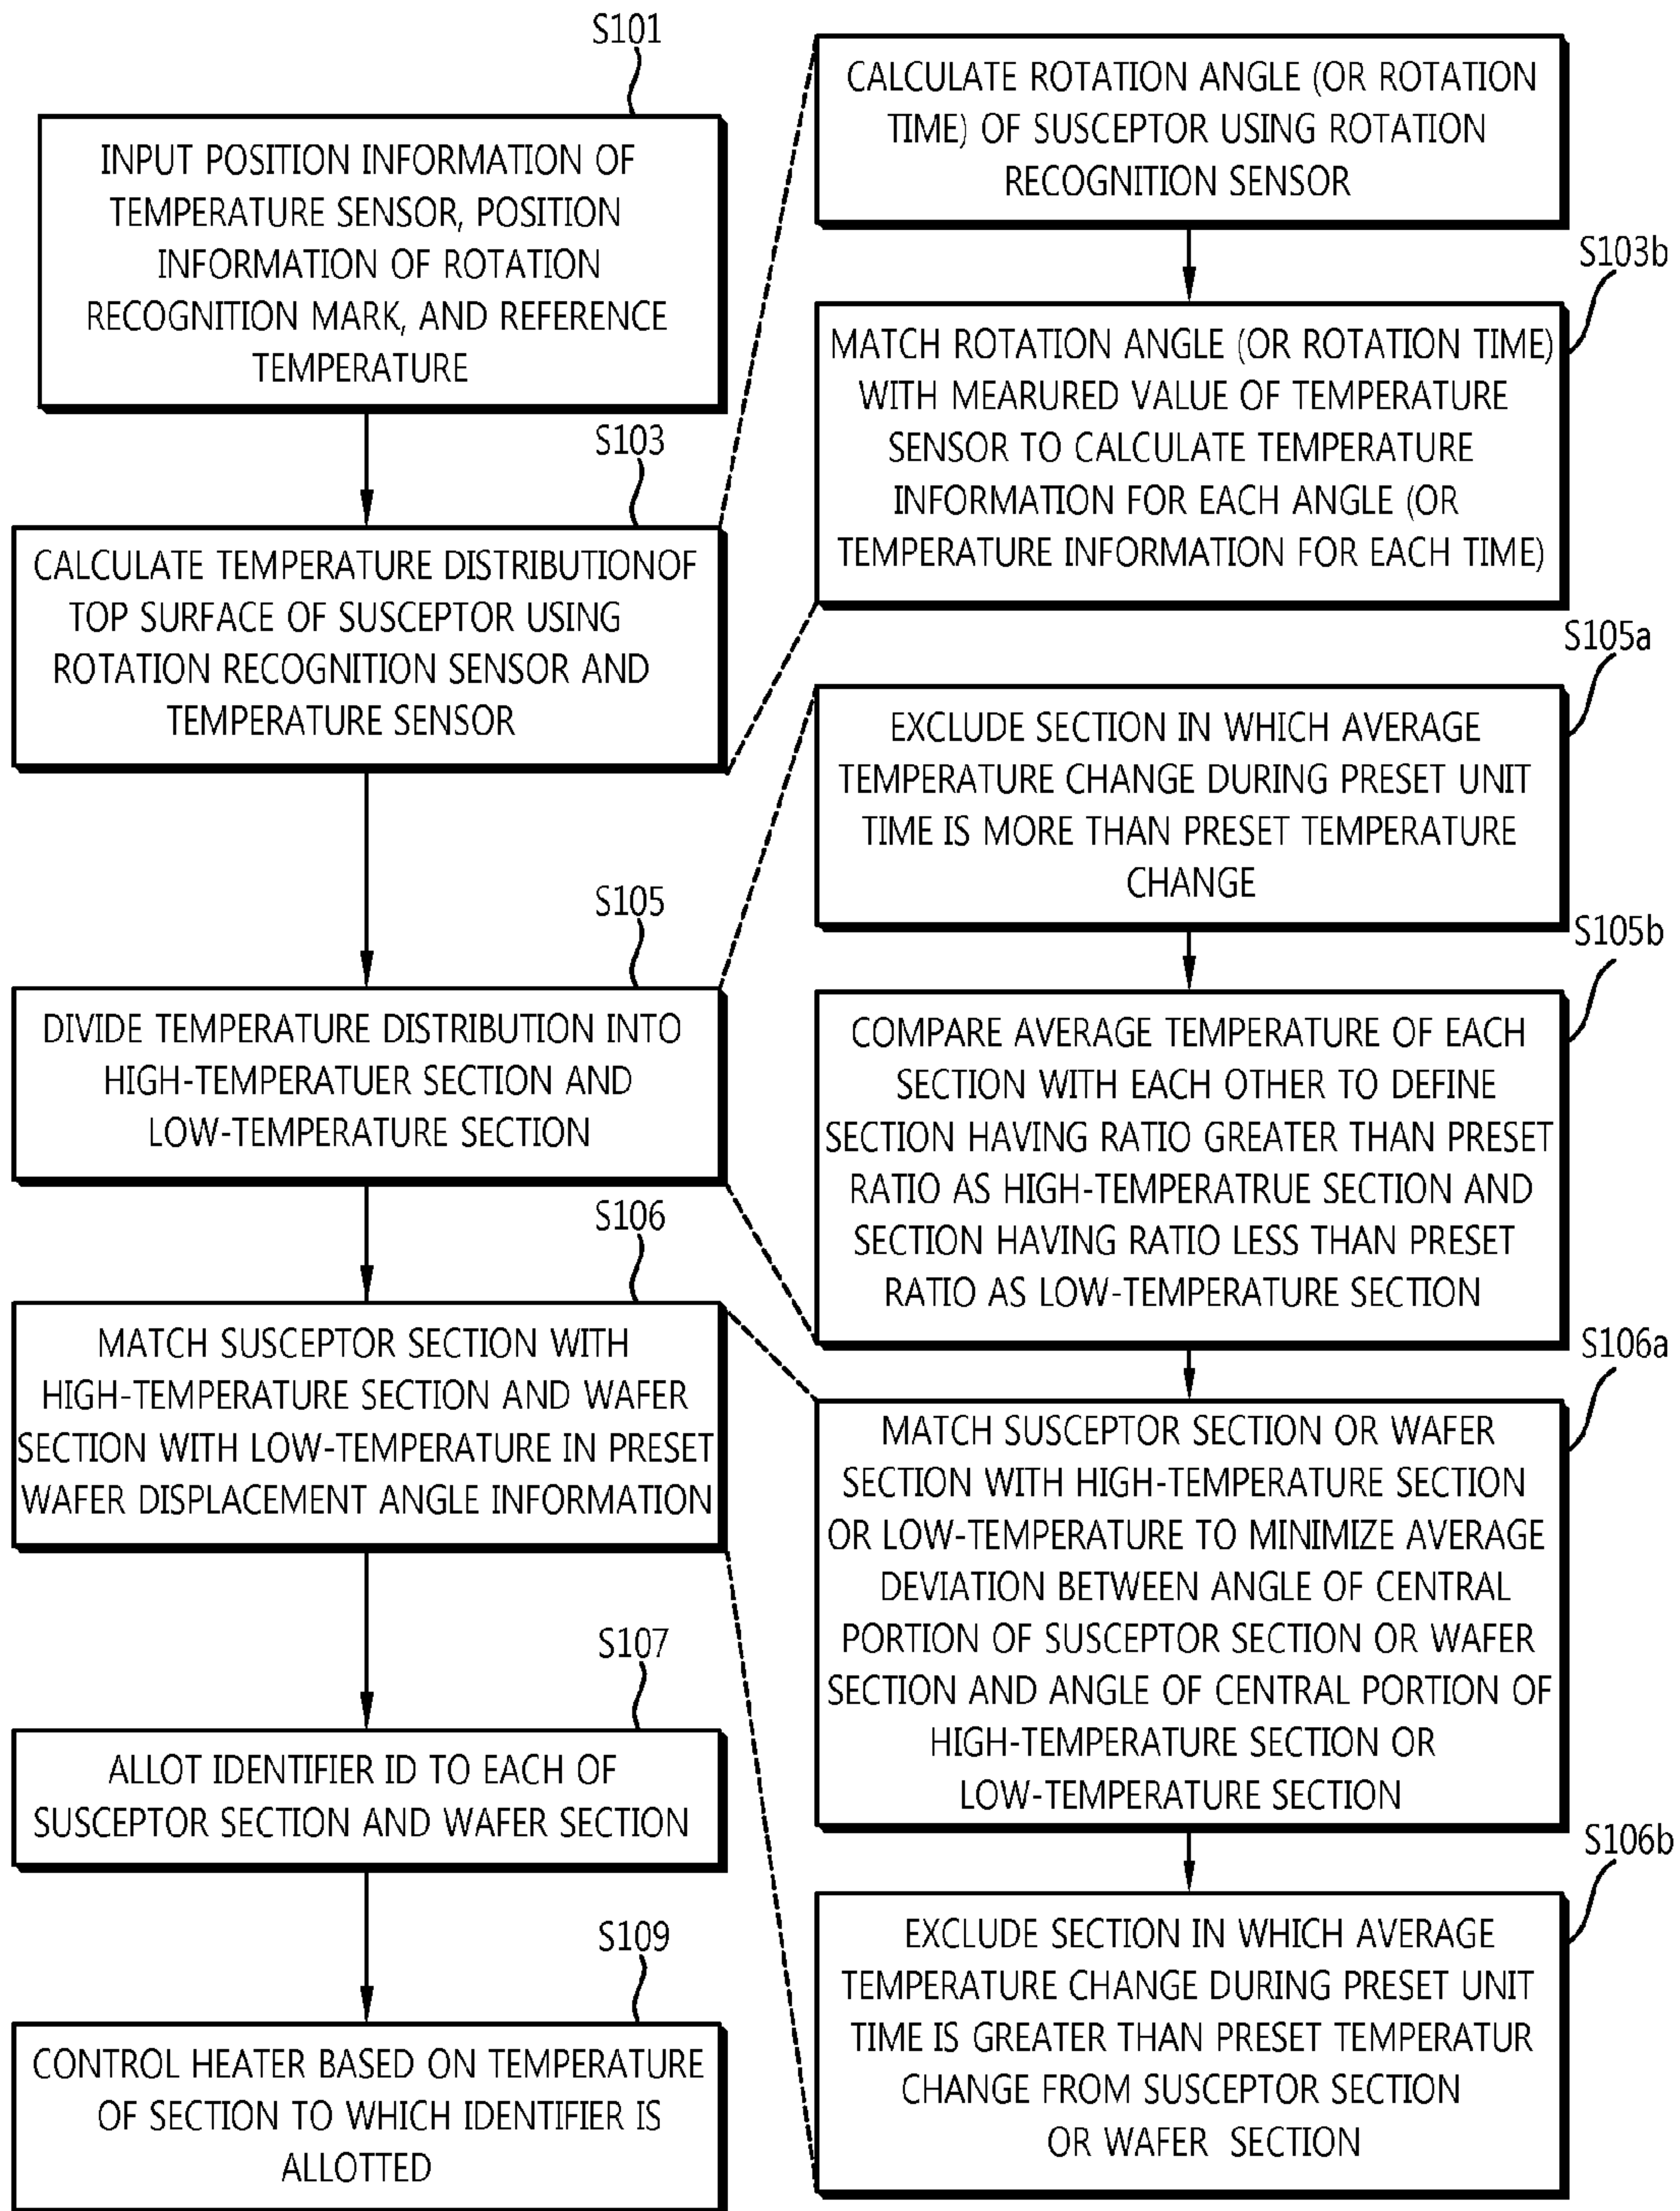 S101
INPUT POSITION INFORMATION OF
TEMPERATURE SENSOR, POSITION
INFORMATION OF ROTATION
RECOGNITION MARK, AND REFERENCE
TEMPERATURE
S103
CALCULATE TEMPERATURE DISTRIBUTIONOF
TOP SURFACE OF SUSCEPTOR USING
ROTATION RECOGNITION SENSOR AND
TEMPERATURE SENSOR
S105
DIVIDE TEMPERATURE DISTRIBUTION INTO
HIGH-TEMPERATUER SECTION AND
LOW-TEMPERATURE SECTION
S106
MATCH SUSCEPTOR SECTION WITH
HIGH-TEMPERATURE SECTION AND WAFER
SECTION WITH LOW-TEMPERATURE IN PRESET
WAFER DISPLACEMENT ANGLE INFORMATION
S107
ALLOT IDENTIFIER ID TO EACH OF
SUSCEPTOR SECTION AND WAFER SECTION
S109
CONTROL HEATER BASED ON TEMPERATURE
OF SECTION TO WHICH IDENTIFIER IS
ALLOTTED
CALCULATE ROTATION ANGLE (OR ROTATION
TIME) OF SUSCEPTOR USING ROTATION
RECOGNITION SENSOR
S103b
MATCH ROTATION ANGLE (OR ROTATION TIME)
WITH MEARURED VALUE OF TEMPERATURE
SENSOR TO CALCULATE TEMPERATURE
INFORMATION FOR EACH ANGLE (OR
TEMPERATURE INFORMATION FOR EACH TIME)
S105a
EXCLUDE SECTION IN WHICH AVERAGE
TEMPERATURE CHANGE DURING PRESET UNIT
TIME IS MORE THAN PRESET TEMPERATURE
CHANGE
S105b
COMPARE AVERAGE TEMPERATURE OF EACH
SECTION WITH EACH OTHER TO DEFINE
SECTION HAVING RATIO GREATER THAN PRESET
RATIO AS HIGH-TEMPERATRUE SECTION AND
SECTION HAVING RATIO LESS THAN PRESET
RATIO AS LOW-TEMPERATURE SECTION
S106a
MATCH SUSCEPTOR SECTION OR WAFER
SECTION WITH HIGH-TEMPERATURE SECTION
OR LOW-TEMPERATURE TO MINIMIZE AVERAGE
DEVIATION BETWEEN ANGLE OF CENTRAL
PORTION OF SUSCEPTOR SECTION OR WAFER
SECTION AND ANGLE OF CENTRAL PORTION OF
HIGH-TEMPERATURE SECTION OR
LOW-TEMPERATURE SECTION
S106b
EXCLUDE SECTION IN WHICH AVERAGE
TEMPERATURE CHANGE DURING PRESET UNIT
TIME IS GREATER THAN PRESET TEMPERATUR
CHANGE FROM SUSCEPTOR SECTION
OR WAFER SECTION